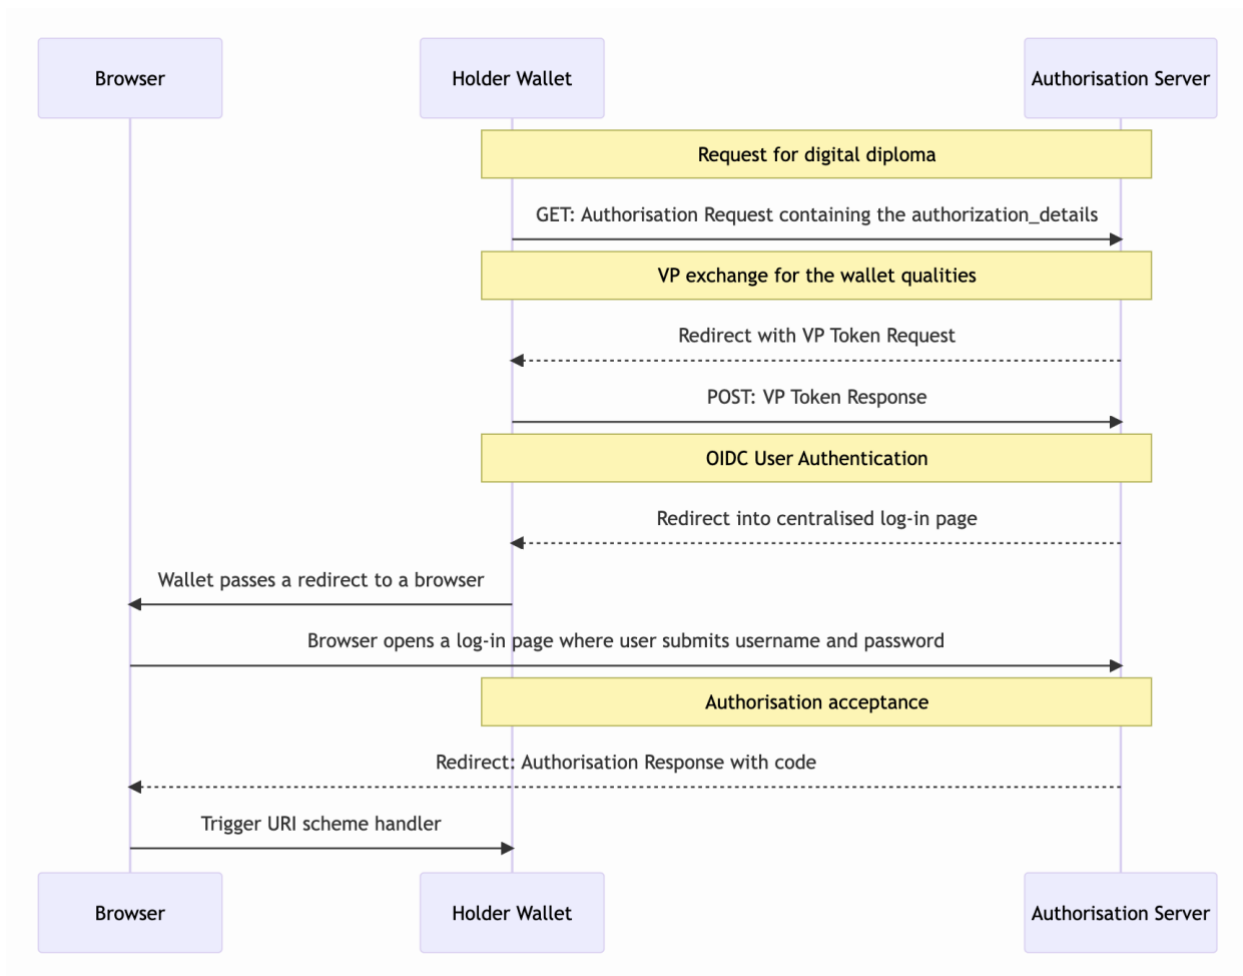 Browser
Holder Wallet
Authorisation Server
Request for digital diploma
GET: Authorisation Request containing the authorization_details
VP exchange for the wallet qualities
Redirect with VP Token Request
POST: VP Token Response
OIDC User Authentication
Redirect into centralised log-in page
Wallet passes a redirect to a browser
Browser opens a log-in page where user submits username and password
Authorisation acceptance
Redirect: Authorisation Response with code
Trigger URI scheme handler
Browser
Holder Wallet
Authorisation Server